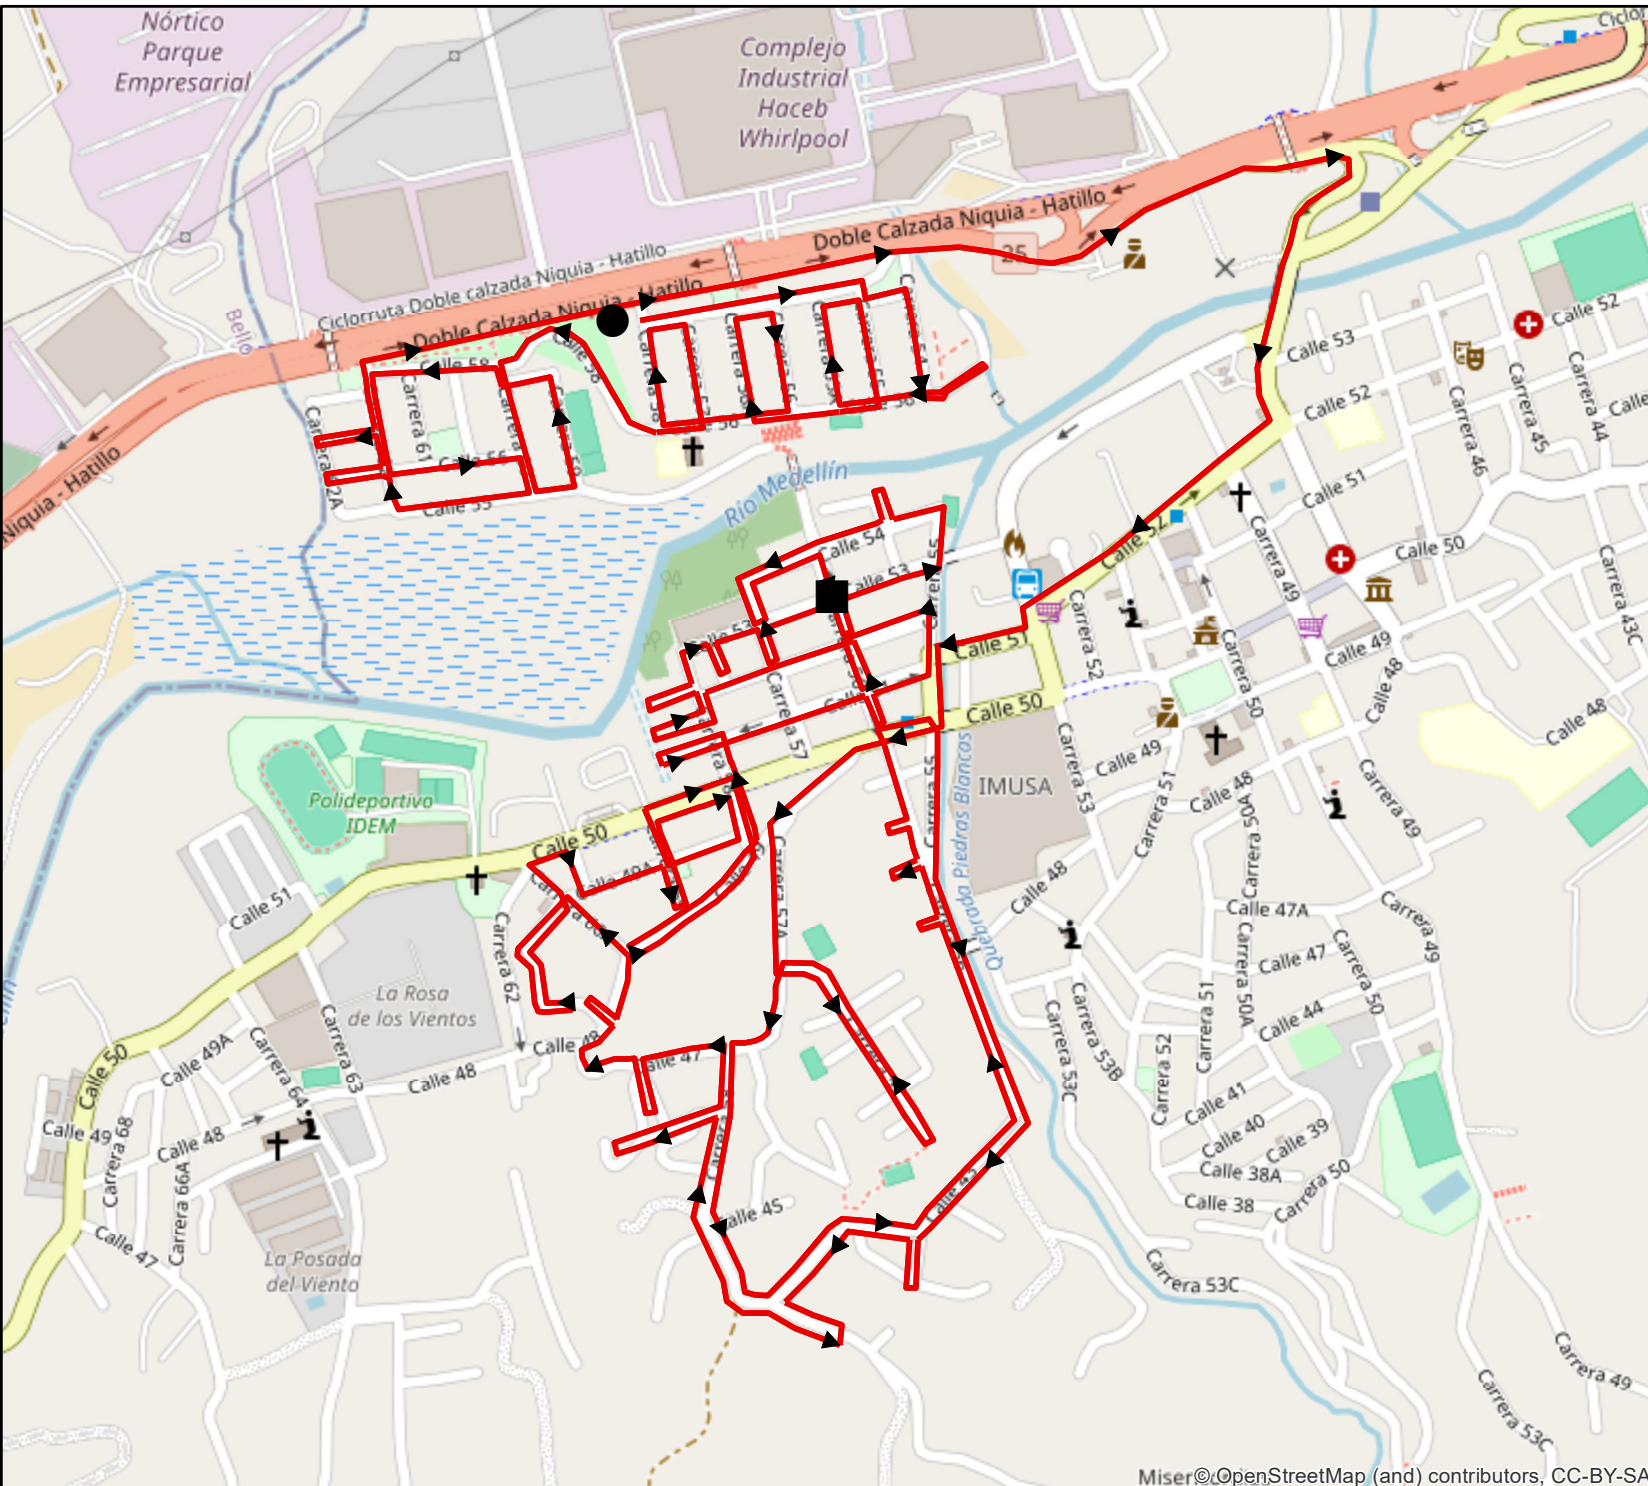 Nórtico
Parque
Empresarial
Complejo
Industrial
Haceb
Whirlpool
Doble Calzada Niquia - Hatillo
Ciclorruta Doble calzada Niquia - Hatillo
Doble Calzada Niquia - Hatillo
25
Bello
Niquia - Hatillo
Carrera 61
Calle 55
Río Medellín
Calle 52
Calle 53
Calle 52
Carrera 45
Carrera 44
Carrera 46
Calle 51
Calle 50
Carrera 49
Carrera 43C
Calle 54
Calle 53
Calle 52
Calle 51
Calle 50
Carrera 52
Carrera 50
Calle 49
Calle 48
Calle 48
Carrera 57
Carrera 55
Quebrada Piedras Blancas
IMUSA
Carrera 53
Calle 49
Carrera 51
Calle 48
Carrera 50A
Carrera 49
Polideportivo
IDEM
Calle 50
Calle 49A
Calle 51
Carrera 62
Carrera 57A
Calle 48
Calle 47A
Calle 47
Carrera 50A
Carrera 50
Carrera 49
La Rosa
de los Vientos
Calle 48
Calle 47
Calle 50
Calle 49A
Carrera 64
Carrera 63
Calle 48
Calle 49
Carrera 68
Calle 48
Carrera 66A
Calle 47
La Posada
del Viento
Calle 45
Calle 43
Carrera 53C
Carrera 53B
Carrera 52
Carrera 51
Calle 44
Calle 41
Calle 40
Calle 39
Calle 38A
Calle 38
Carrera 50
Carrera 53C
Carrera 49
Carrera 53C
© OpenStreetMap (and) contributors, CC-BY-SA